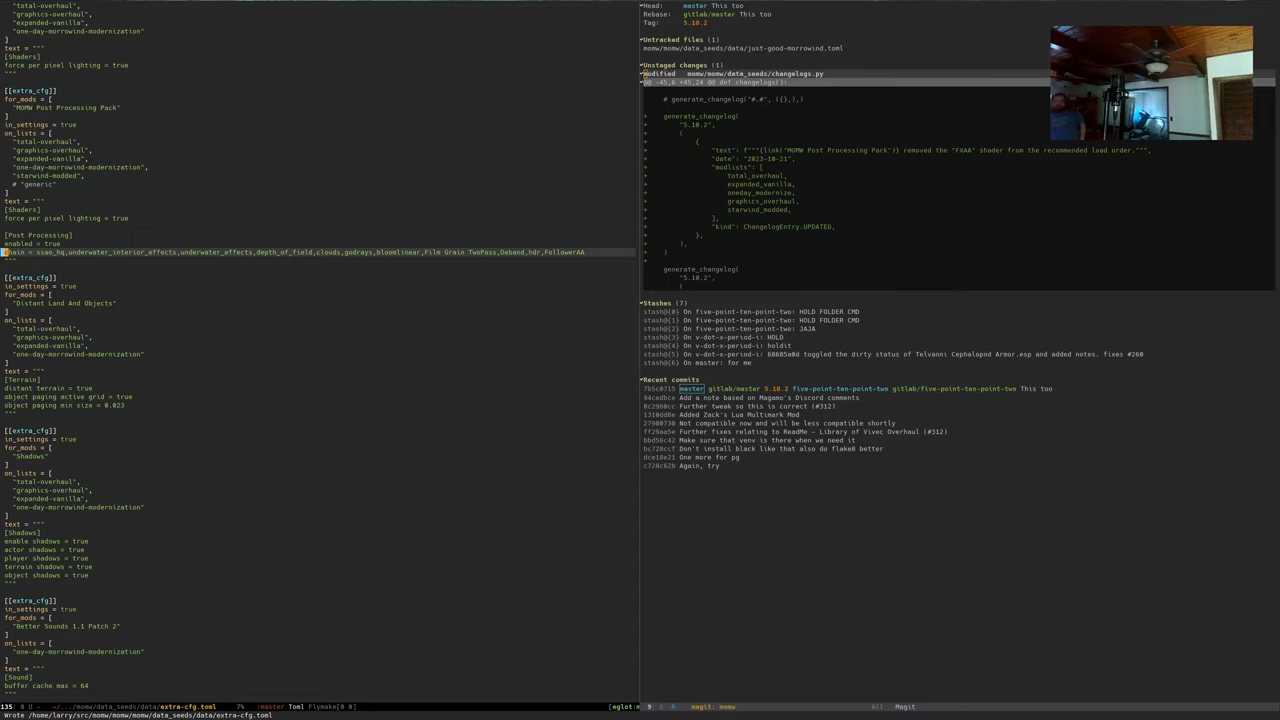 "total-overhaul",
"graphics-overhaul",
"expanded-vanilla",
"one-day-morrowind-modernization"
]
text = """
[Shaders]
force per pixel lighting = true
"""
[[extra_cfg]]
for_mods = [
"MOMW Post Processing Pack"
]
in_settings = true
on_lists = [
"total-overhaul",
"graphics-overhaul",
"expanded-vanilla",
"one-day-morrowind-modernization",
"starwind-modded",
# "generic"
]
text = """
[Shaders]
force per pixel lighting = true
[Post Processing]
enabled = true
chain = ssao_hq,underwater_interior_effects,underwater_effects,depth_of_field,clouds,godrays,bloomlinear,Film Grain TwoPass,Deband,hdr,FollowerAA
"""
[[extra_cfg]]
in_settings = true
for_mods = [
"Distant Land And Objects"
]
on_lists = [
"total-overhaul",
"graphics-overhaul",
"expanded-vanilla",
"one-day-morrowind-modernization"
]
text = """
[Terrain]
distant terrain = true
object paging active grid = true
object paging min size = 0.023
"""
[[extra_cfg]]
in_settings = true
for_mods = [
"Shadows"
]
on_lists = [
"total-overhaul",
"graphics-overhaul",
"expanded-vanilla",
"one-day-morrowind-modernization"
]
text = """
[Shadows]
enable shadows = true
actor shadows = true
player shadows = true
terrain shadows = true
object shadows = true
"""
[[extra_cfg]]
in_settings = true
for_mods = [
"Better Sounds 1.1 Patch 2"
]
on_lists = [
"one-day-morrowind-modernization"
]
text = """
[Sound]
buffer cache max = 64
"""
135: 0 U - ~/.../momw/data_seeds/data/extra-cfg.toml 7% :master Toml Flymake[0 0] [eglot:m
Wrote /home/larry/src/momw/momw/momw/data_seeds/data/extra-cfg.toml
Head: master This too
Rebase: gitlab/master This too
Tag: 5.10.2
Untracked files (1)
momw/momw/data_seeds/data/just-good-morrowind.toml
Unstaged changes (1)
modified momw/momw/data_seeds/changelogs.py
@@ -45,6 +45,24 @@ def changelogs():
# generate_changelog("#.#", ({},),)
+ generate_changelog(
+ "5.10.2",
+ (
+ {
+ "text": f"""{link("MOMW Post Processing Pack")} removed the "FXAA" shader from the recommended load order.""",
+ "date": "2023-10-21",
+ "modlists": [
+ total_overhaul,
+ expanded_vanilla,
+ oneday_modernize,
+ graphics_overhaul,
+ starwind_modded,
+ ],
+ "kind": ChangelogEntry.UPDATED,
+ },
+ ),
+ )
+
generate_changelog(
"5.10.2",
(
Stashes (7)
stash@{0} On five-point-ten-point-two: HOLD FOLDER CMD
stash@{1} On five-point-ten-point-two: HOLD FOLDER CMD
stash@{2} On five-point-ten-point-two: JAJA
stash@{3} On v-dot-x-period-i: HOLD
stash@{4} On v-dot-x-period-i: holdit
stash@{5} On v-dot-x-period-i: 68685a0d toggled the dirty status of Telvanni Cephalopod Armor.esp and added notes. fixes #260
stash@{6} On master: for me
Recent commits
7b5c0715 master gitlab/master 5.10.2 five-point-ten-point-two gitlab/five-point-ten-point-two This too
94cedbce Add a note based on Magamo's Discord comments
0c2960cc Further tweak so this is correct (#312)
1310dd8e Added Zack's Lua Multimark Mod
27980730 Not compatible now and will be less compatible shortly
ff29aa5e Further fixes relating to ReadMe - Library of Vivec Overhaul (#312)
bbd56c42 Make sure that venv is there when we need it
bc728ccf Don't install black like that also do flake8 better
dce18e21 One more for pg
c728c62b Again, try
9: @ -R magit: momw All Magit